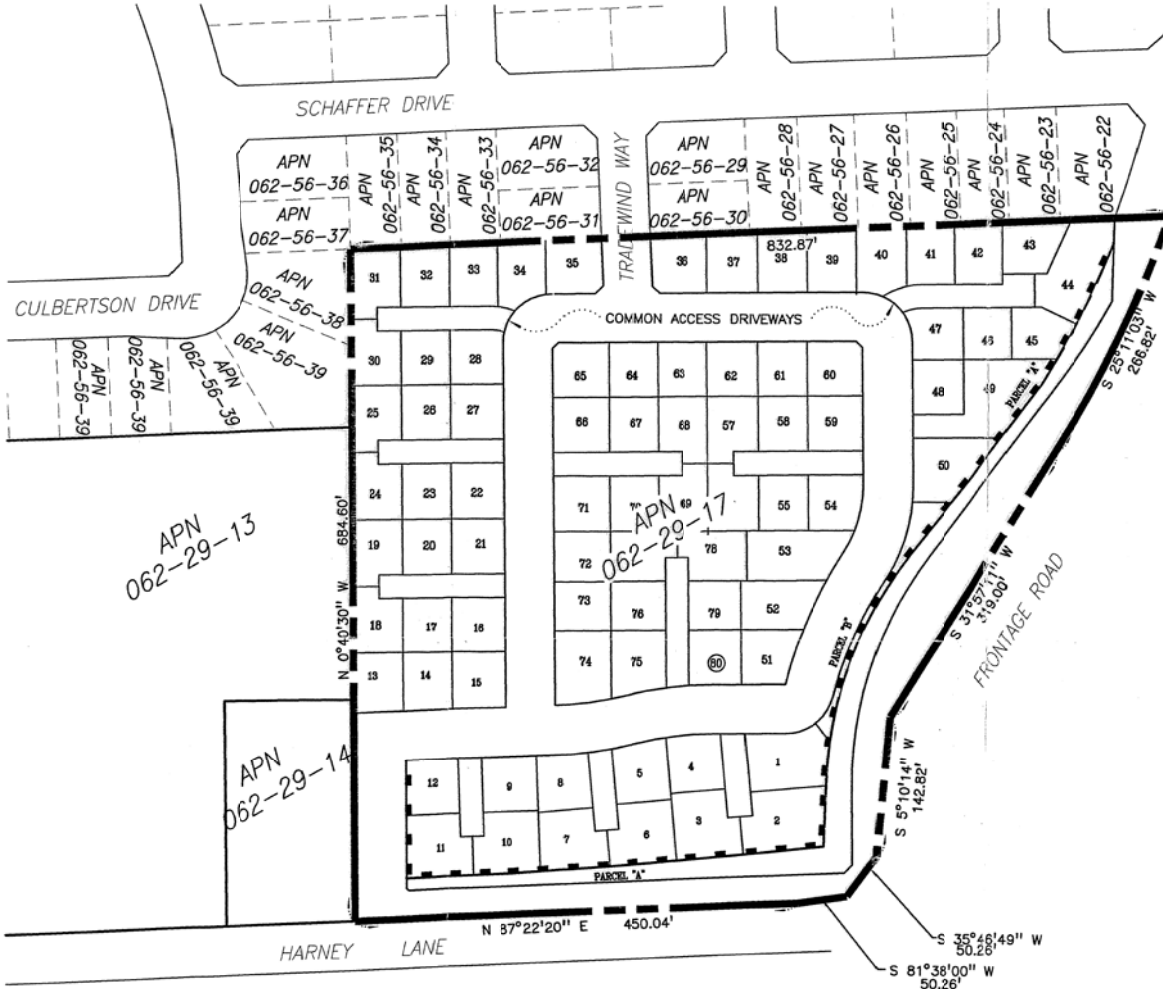 SCHAFFER DRIVE
TRADEWIND WAY
CULBERTSON DRIVE
APN
062-56-36
APN
062-56-37
APN
062-56-38
APN
062-56-39
APN
062-56-39
APN
062-56-39
APN
062-56-39
APN
062-56-35
APN
062-56-34
APN
062-56-33
APN
062-56-32
APN
062-56-31
APN
062-56-29
APN
062-56-30
APN
062-56-28
APN
062-56-27
APN
062-56-26
APN
062-56-25
APN
062-56-24
APN
062-56-23
APN
062-56-22
832.87'
31
32
33
34
35
36
37
38
39
40
41
42
43
44
COMMON ACCESS DRIVEWAYS
30
29
28
47
46
45
65
64
63
62
61
60
48
49
PARCEL "A"
25
26
27
66
67
68
57
58
59
50
24
23
22
71
70
69
55
54
APN
062-29-17
19
20
21
72
78
53
18
17
16
73
76
79
52
13
14
15
74
75
80
51
PARCEL "B"
12
9
8
5
4
1
11
10
7
6
3
2
PARCEL "A"
APN
062-29-13
APN
062-29-14
N 0°40'30" W
684.60'
S 25°11'03" W
266.82'
S 31°57'11" W
319.00'
FRONTAGE ROAD
S 5°10'14" W
142.82'
S 35°46'49" W
50.26'
S 81°38'00" W
50.26'
N 87°22'20" E 450.04'
HARNEY LANE